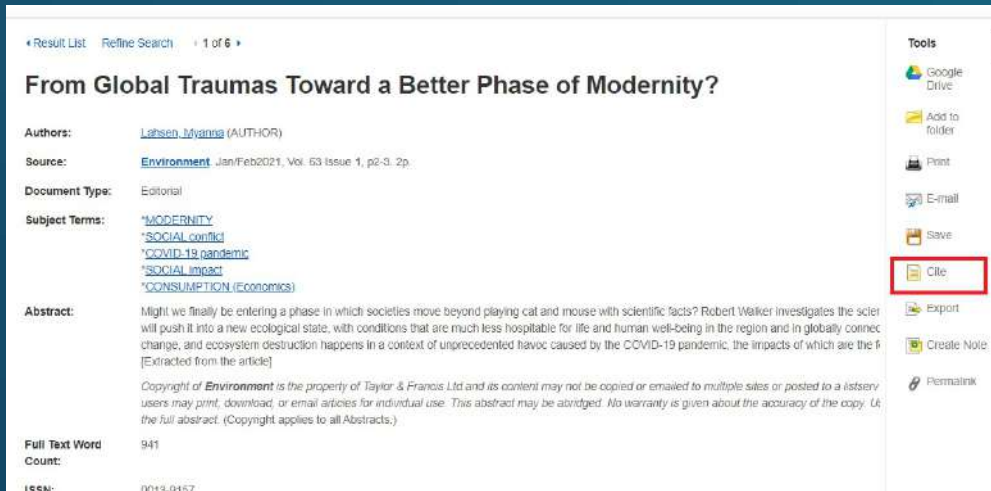 Result List Refine Search 1 of 6
From Global Traumas Toward a Better Phase of Modernity?
Authors: Lahsen, Myanna (AUTHOR)
Source: Environment. Jan/Feb2021, Vol. 63 Issue 1, p2-3. 2p.
Document Type: Editorial
Subject Terms: *MODERNITY
*SOCIAL conflict
*COVID-19 pandemic
*SOCIAL impact
*CONSUMPTION (Economics)
Abstract: Might we finally be entering a phase in which societies move beyond playing cat and mouse with scientific facts? Robert Walker investigates the scier
will push it into a new ecological state, with conditions that are much less hospitable for life and human well-being in the region and in globally connec
change, and ecosystem destruction happens in a context of unprecedented havoc caused by the COVID-19 pandemic, the impacts of which are the
[Extracted from the article]
Copyright of Environment is the property of Taylor & Francis Ltd and its content may not be copied or emailed to multiple sites or posted to a listserv
users may print, download, or email articles for individual use. This abstract may be abridged. No warranty is given about the accuracy of the copy.
the full abstract. (Copyright applies to all Abstracts.)
Full Text Word
Count:
941
ISSN: 0013-9157
Tools
Google
Drive
Add to
folder
Print
E-mail
Save
Cite
Export
Create Note
Permalink